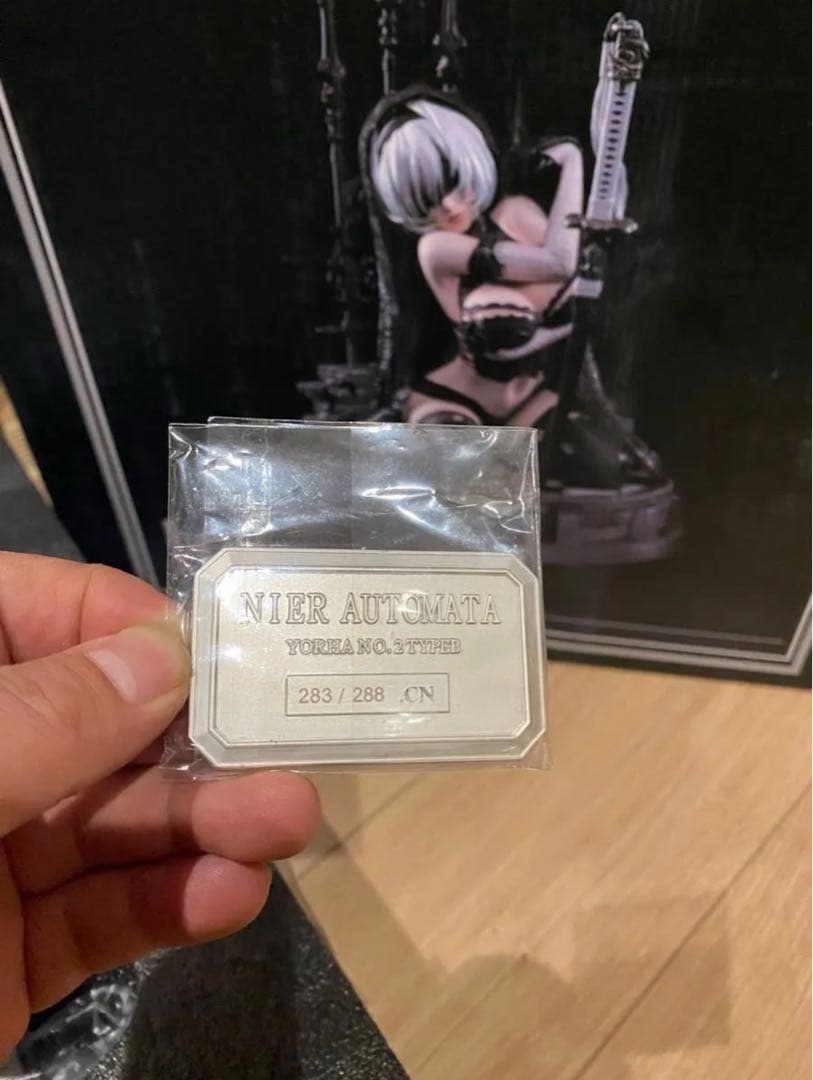 NIER AUTOMATA
YORHA NO.2 TYPEB
283 / 288 .CN